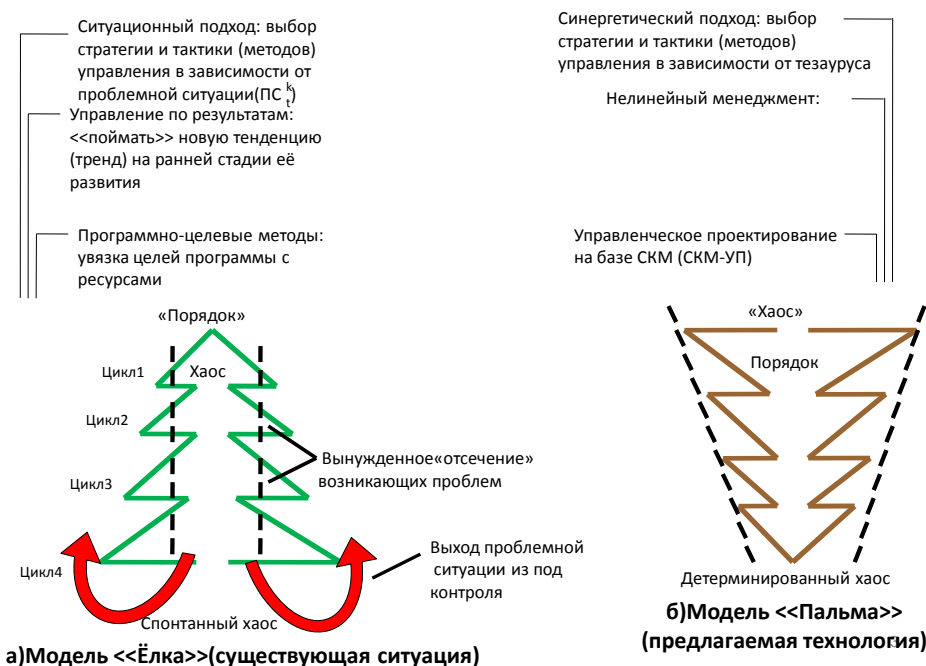 Ситуационный подход: выбор
стратегии и тактики (методов)
управления в зависимости от
проблемной ситуации(ПС k t)
Управление по результатам:
<<поймать>> новую тенденцию
(тренд) на ранней стадии её
развития
Программно-целевые методы:
увязка целей программы с
ресурсами
«Порядок»
Хаос
Цикл1
Цикл2
Цикл3
Цикл4
Вынужденное«отсечение»
возникающих проблем
Выход проблемной
ситуации из под
контроля
Спонтанный хаос
а)Модель <<Ёлка>>(существующая ситуация)
Синергетический подход: выбор
стратегии и тактики (методов)
управления в зависимости от тезауруса
Нелинейный менеджмент:
Управленческое проектирование
на базе СКМ (СКМ-УП)
«Хаос»
Порядок
Детерминированный хаос
б)Модель <<Пальма>>
(предлагаемая технология)